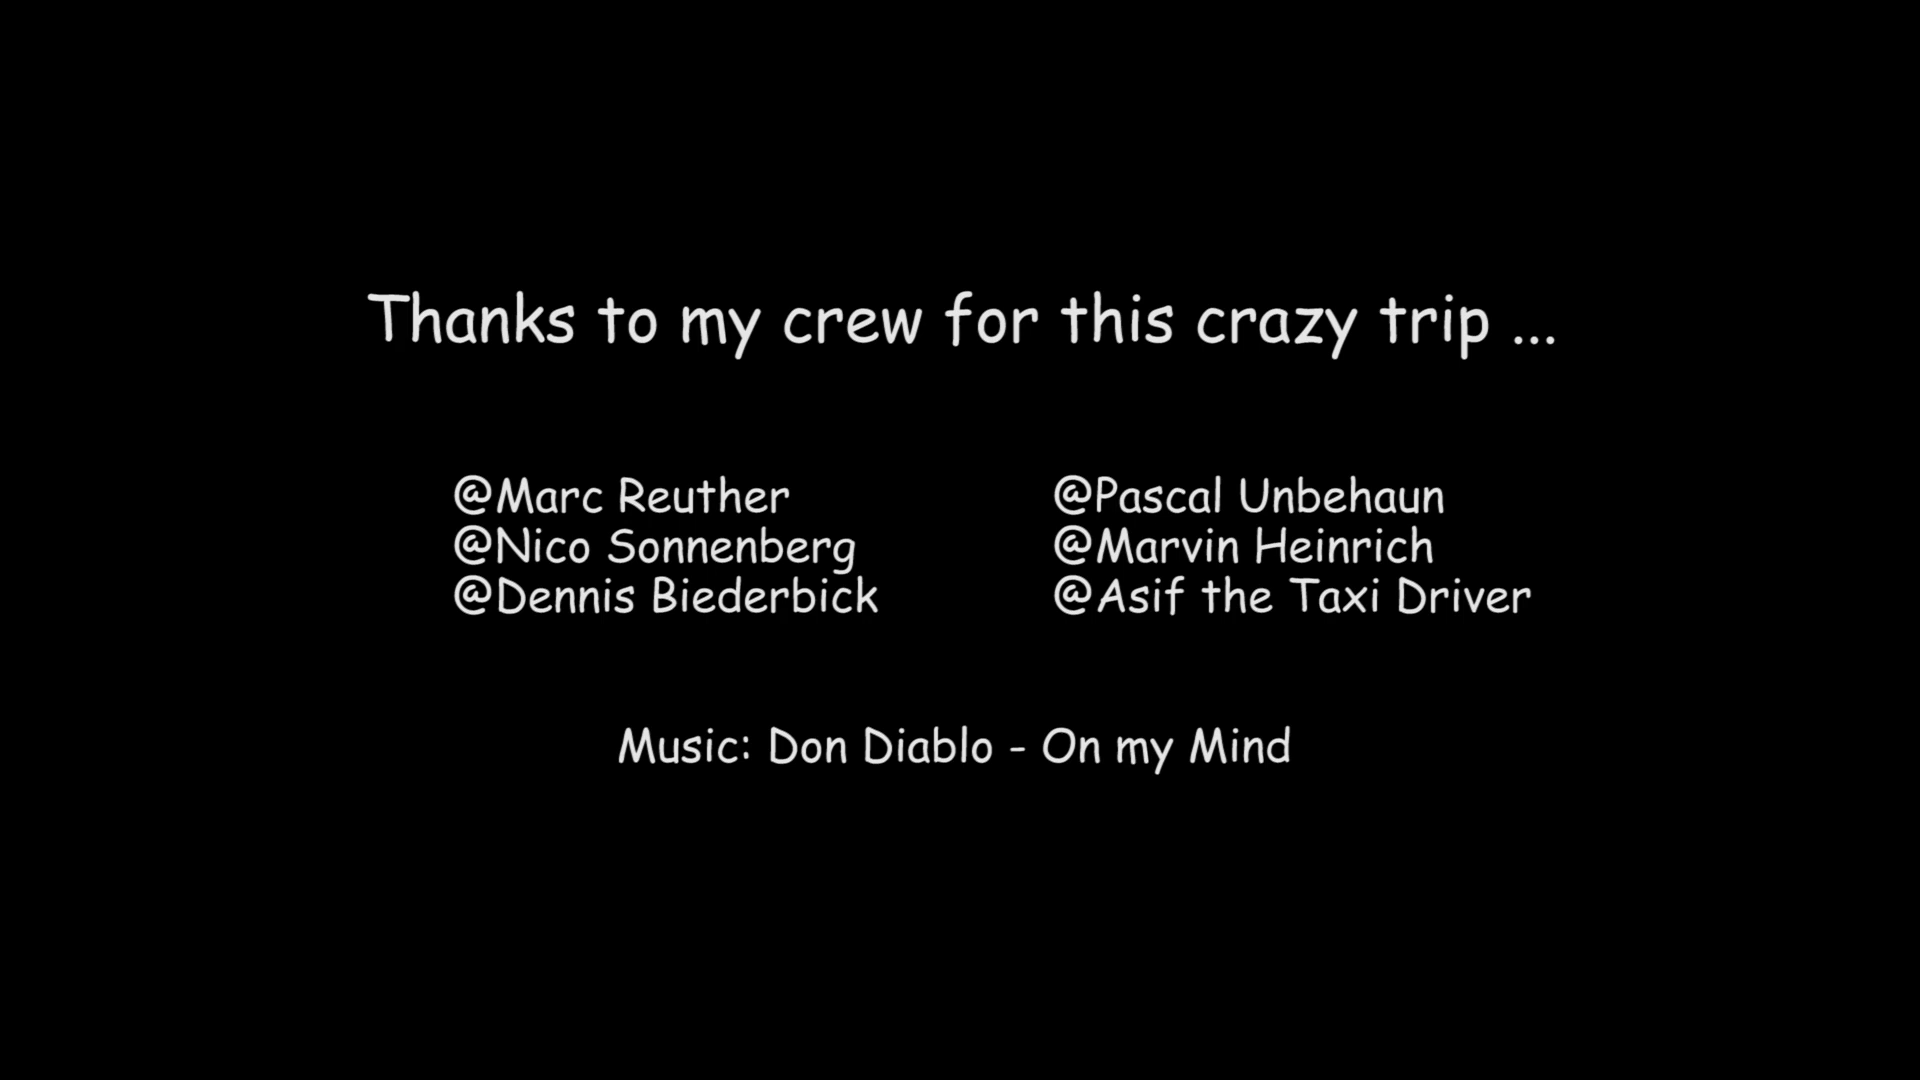 Thanks to my crew for this crazy trip ...
@Marc Reuther
@Nico Sonnenberg
@Dennis Biederbick
@Pascal Unbehaun
@Marvin Heinrich
@Asif the Taxi Driver
Music: Don Diablo - On my Mind